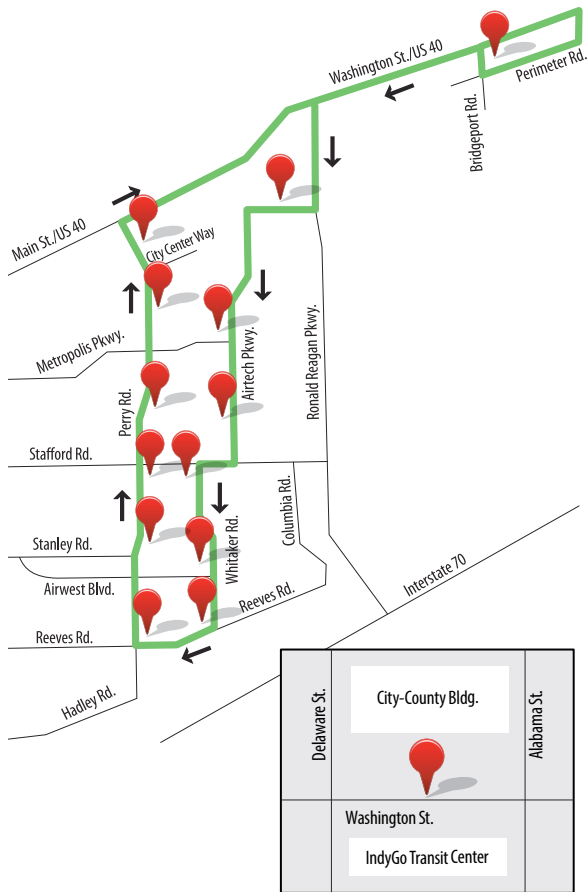 Washington St./US 40
Perimeter Rd.
Bridgeport Rd.
Main St./US 40
City Center Way
Metropolis Pkwy.
Airtech Pkwy.
Ronald Reagan Pkwy.
Perry Rd.
Stafford Rd.
Columbia Rd.
Stanley Rd.
Whitaker Rd.
Interstate 70
Airwest Blvd.
Reeves Rd.
Reeves Rd.
Hadley Rd.
Delaware St.
City-County Bldg.
Alabama St.
Washington St.
IndyGo Transit Center